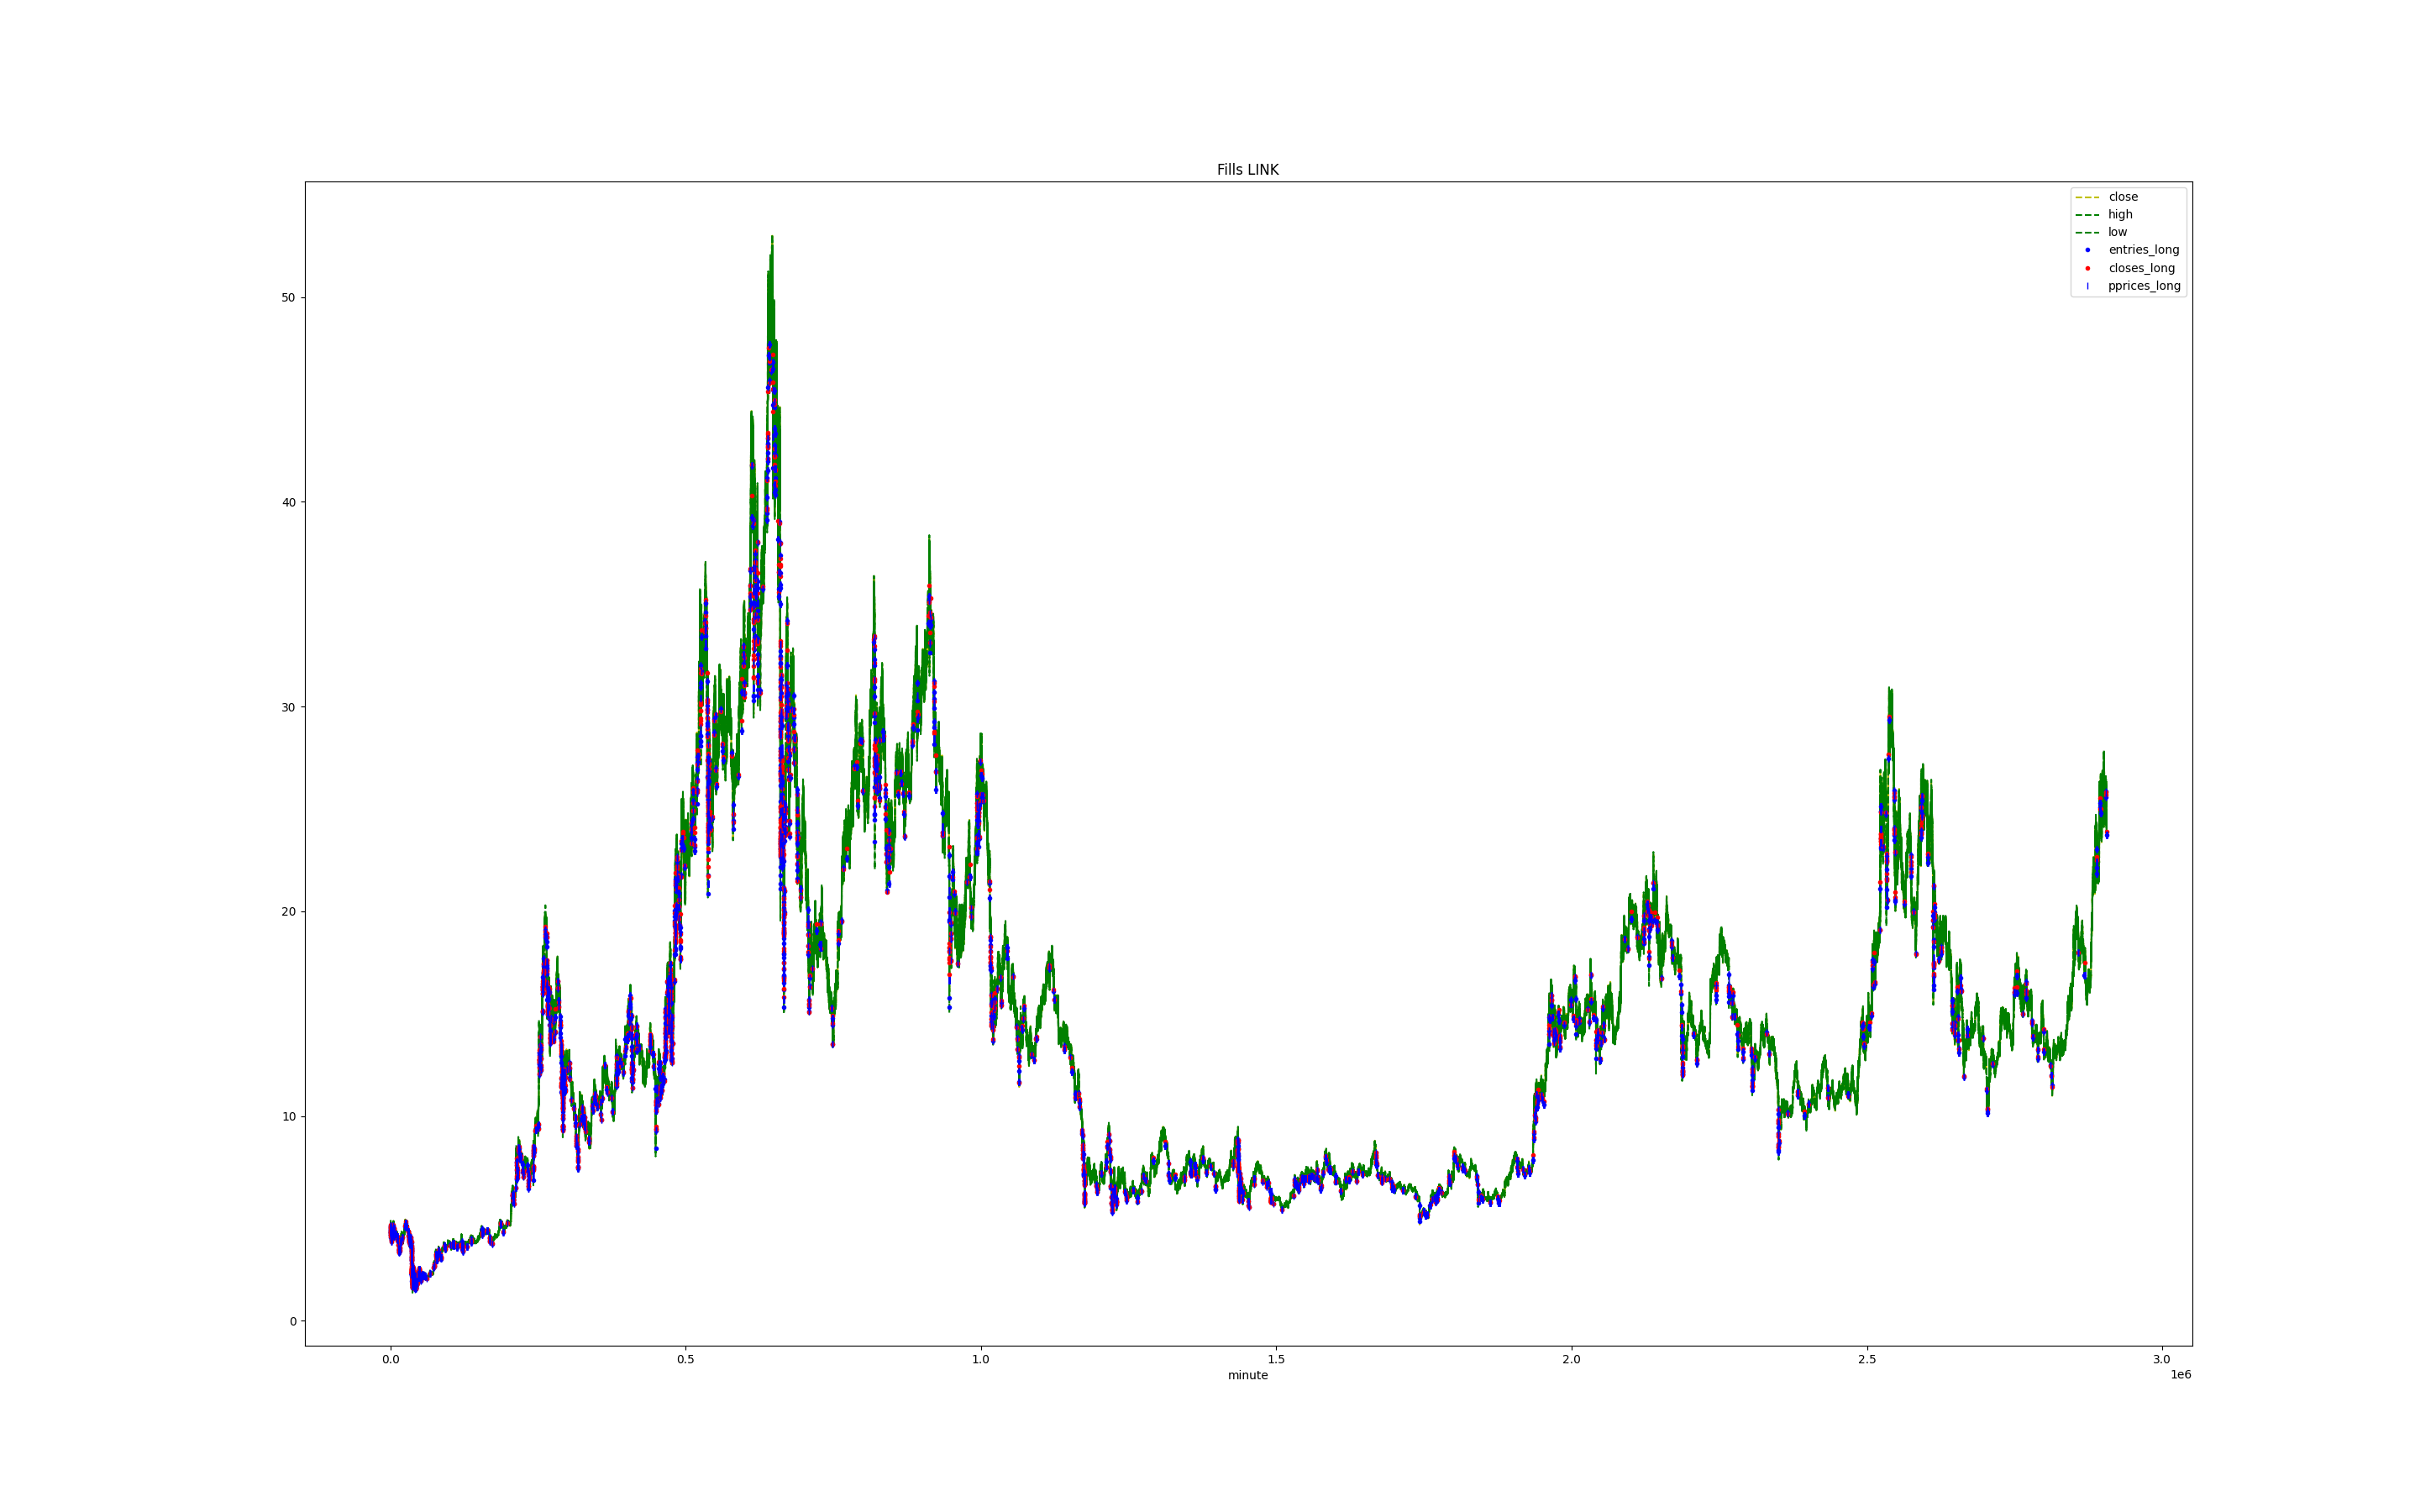 Fills LINK
close
high
low
entries_long
closes_long
pprices_long
50
40
30
20
10
0
0.0 0.5 1.0 1.5 2.0 2.5 3.0
minute 1e6